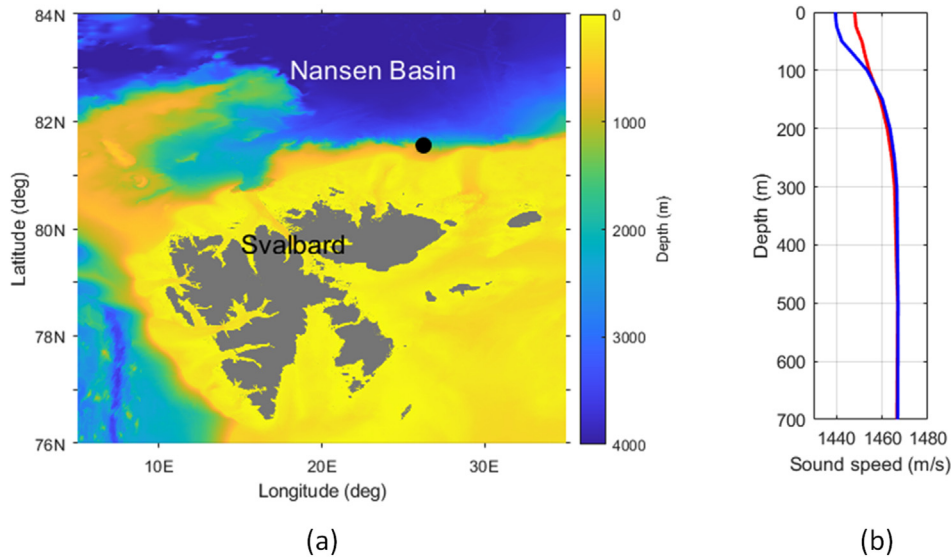 84N
82N
80N
78N
76N
Latitude (deg)
10E
20E
30E
Longitude (deg)
Nansen Basin
Svalbard
0
1000
2000
3000
4000
Depth (m)
(a)
0
100
200
300
400
500
600
700
Depth (m)
1440
1460
1480
Sound speed (m/s)
(b)